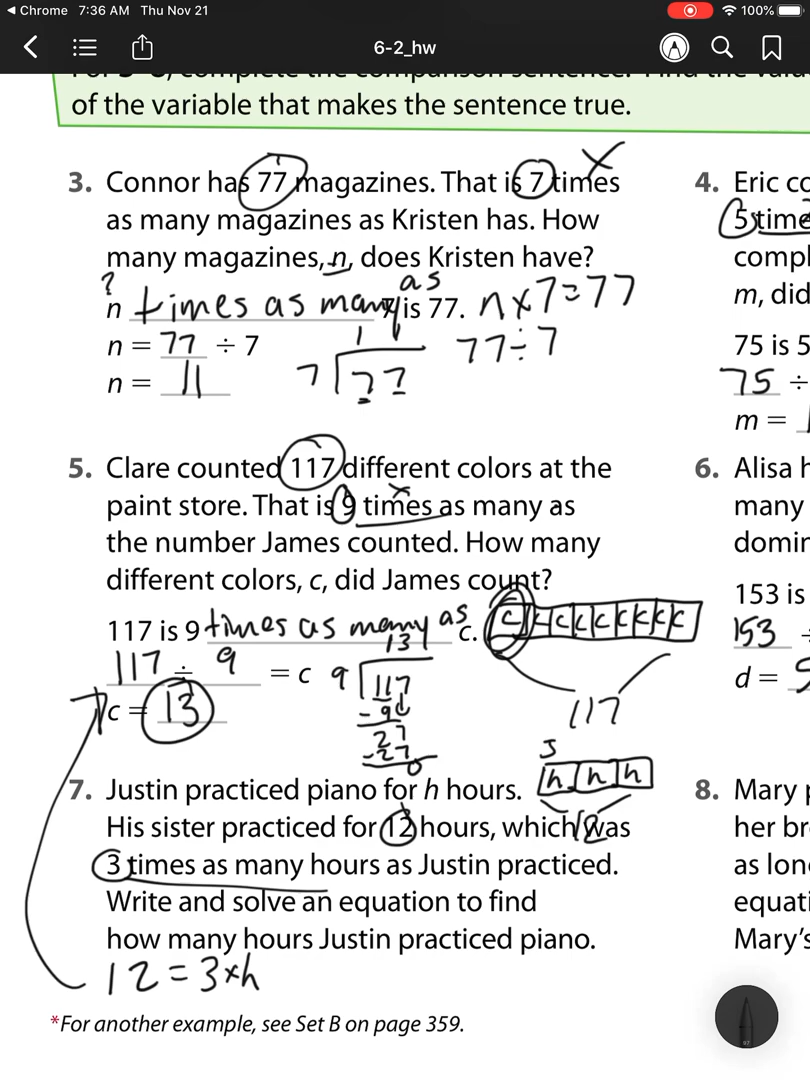 Chrome 7:36 AM Thu Nov 21 100%
6-2_hw
of the variable that makes the sentence true.
3. Connor has 77 magazines. That is 7 times
as many magazines as Kristen has. How
many magazines, n, does Kristen have?
? as
n times as many is 77. n x 7 = 77
n = 77 ÷ 7 11 77 ÷ 7
n = 11 7 77
4. Eric
5 time
m, did
75 is 5
75 ÷
m =
5. Clare counted 117 different colors at the
paint store. That is 9 times as many as
the number James counted. How many
different colors, c, did James count?
117 is 9 times as many as c. c c c c c c c c
117 ÷ 9 = c 13
9 117 117
c = 13 - 9
27
- 27
0
6. Alisa
many
153 is
153 ÷
d =
J
h h h
12
7. Justin practiced piano for h hours.
His sister practiced for 12 hours, which was
3 times as many hours as Justin practiced.
Write and solve an equation to find
how many hours Justin practiced piano.
12 = 3 x h
8. Mary
her
as
Mary's
*For another example, see Set B on page 359.
97